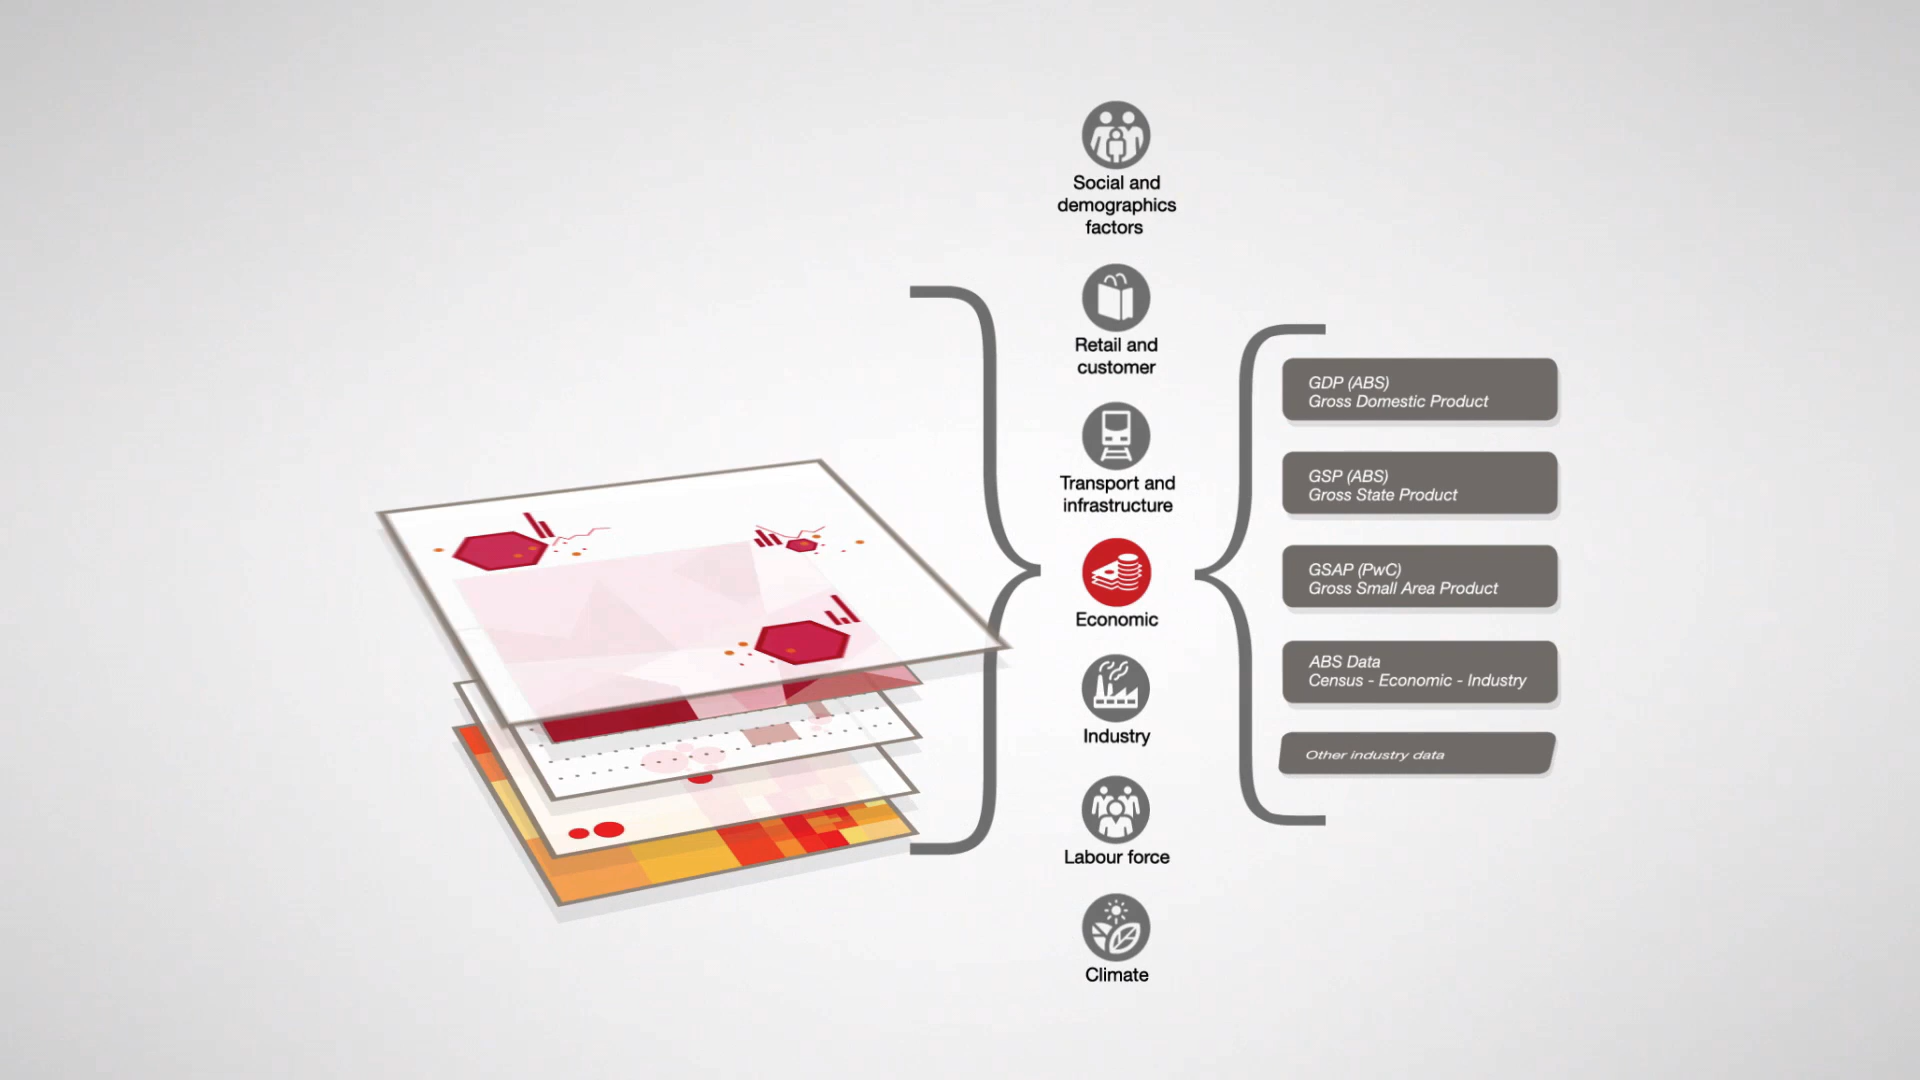 Social and
demographics
factors
Retail and
customer
Transport and
infrastructure
Economic
Industry
Labour force
Climate
GDP (ABS)
Gross Domestic Product
GSP (ABS)
Gross State Product
GSAP (PwC)
Gross Small Area Product
ABS Data
Census - Economic - Industry
Other industry data